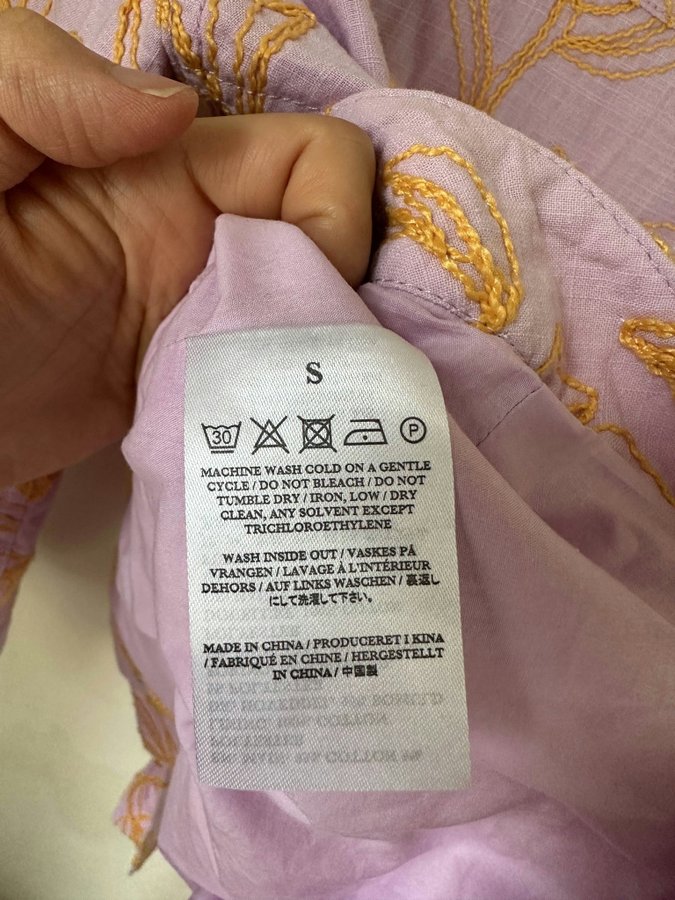 S
30
P
MACHINE WASH COLD ON A GENTLE
CYCLE / DO NOT BLEACH / DO NOT
TUMBLE DRY / IRON, LOW / DRY
CLEAN, ANY SOLVENT EXCEPT
TRICHLOROETHYLENE
WASH INSIDE OUT / VASKES PÅ
VRANGEN / LAVAGE À L'INTÉRIEUR
DEHORS / AUF LINKS WASCHEN / 裏返し
にして洗濯して下さい。
MADE IN CHINA / PRODUCERET I KINA
/ FABRIQUÉ EN CHINE / HERGESTELLT
IN CHINA / 中国製